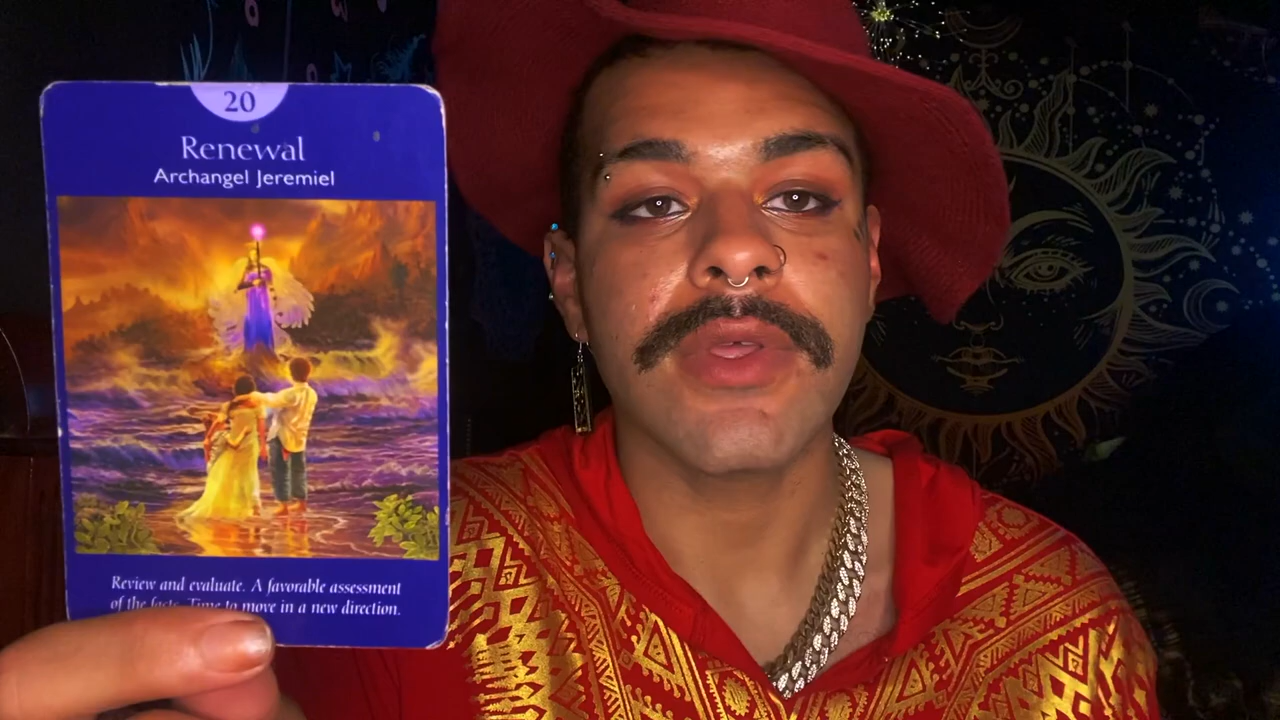 20
Renewal
Archangel Jeremiel
Review and evaluate. A favorable assessment
of the facts. Time to move in a new direction.